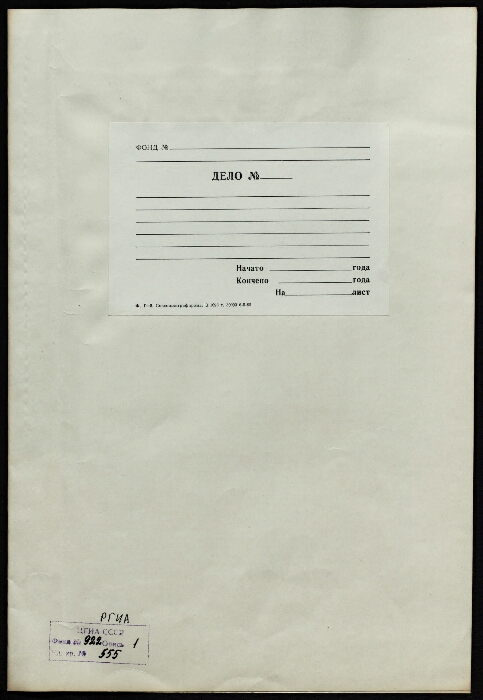 ФОНД №
ДЕЛО №
Начато года
Кончено года
На лист
РГИА
ЦГИА СССР
Фонд № 922 Опись 1
Ед. хр. № 555